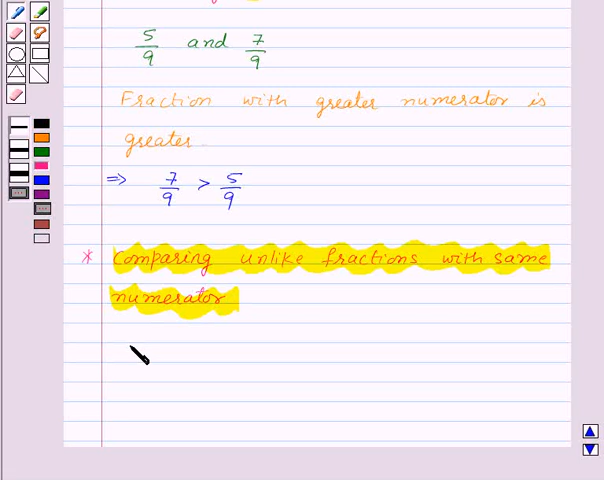 5/9 and 7/9
Fraction with greater numerator is
greater.
⇒ 7/9 > 5/9
* Comparing unlike fractions with same
numerator